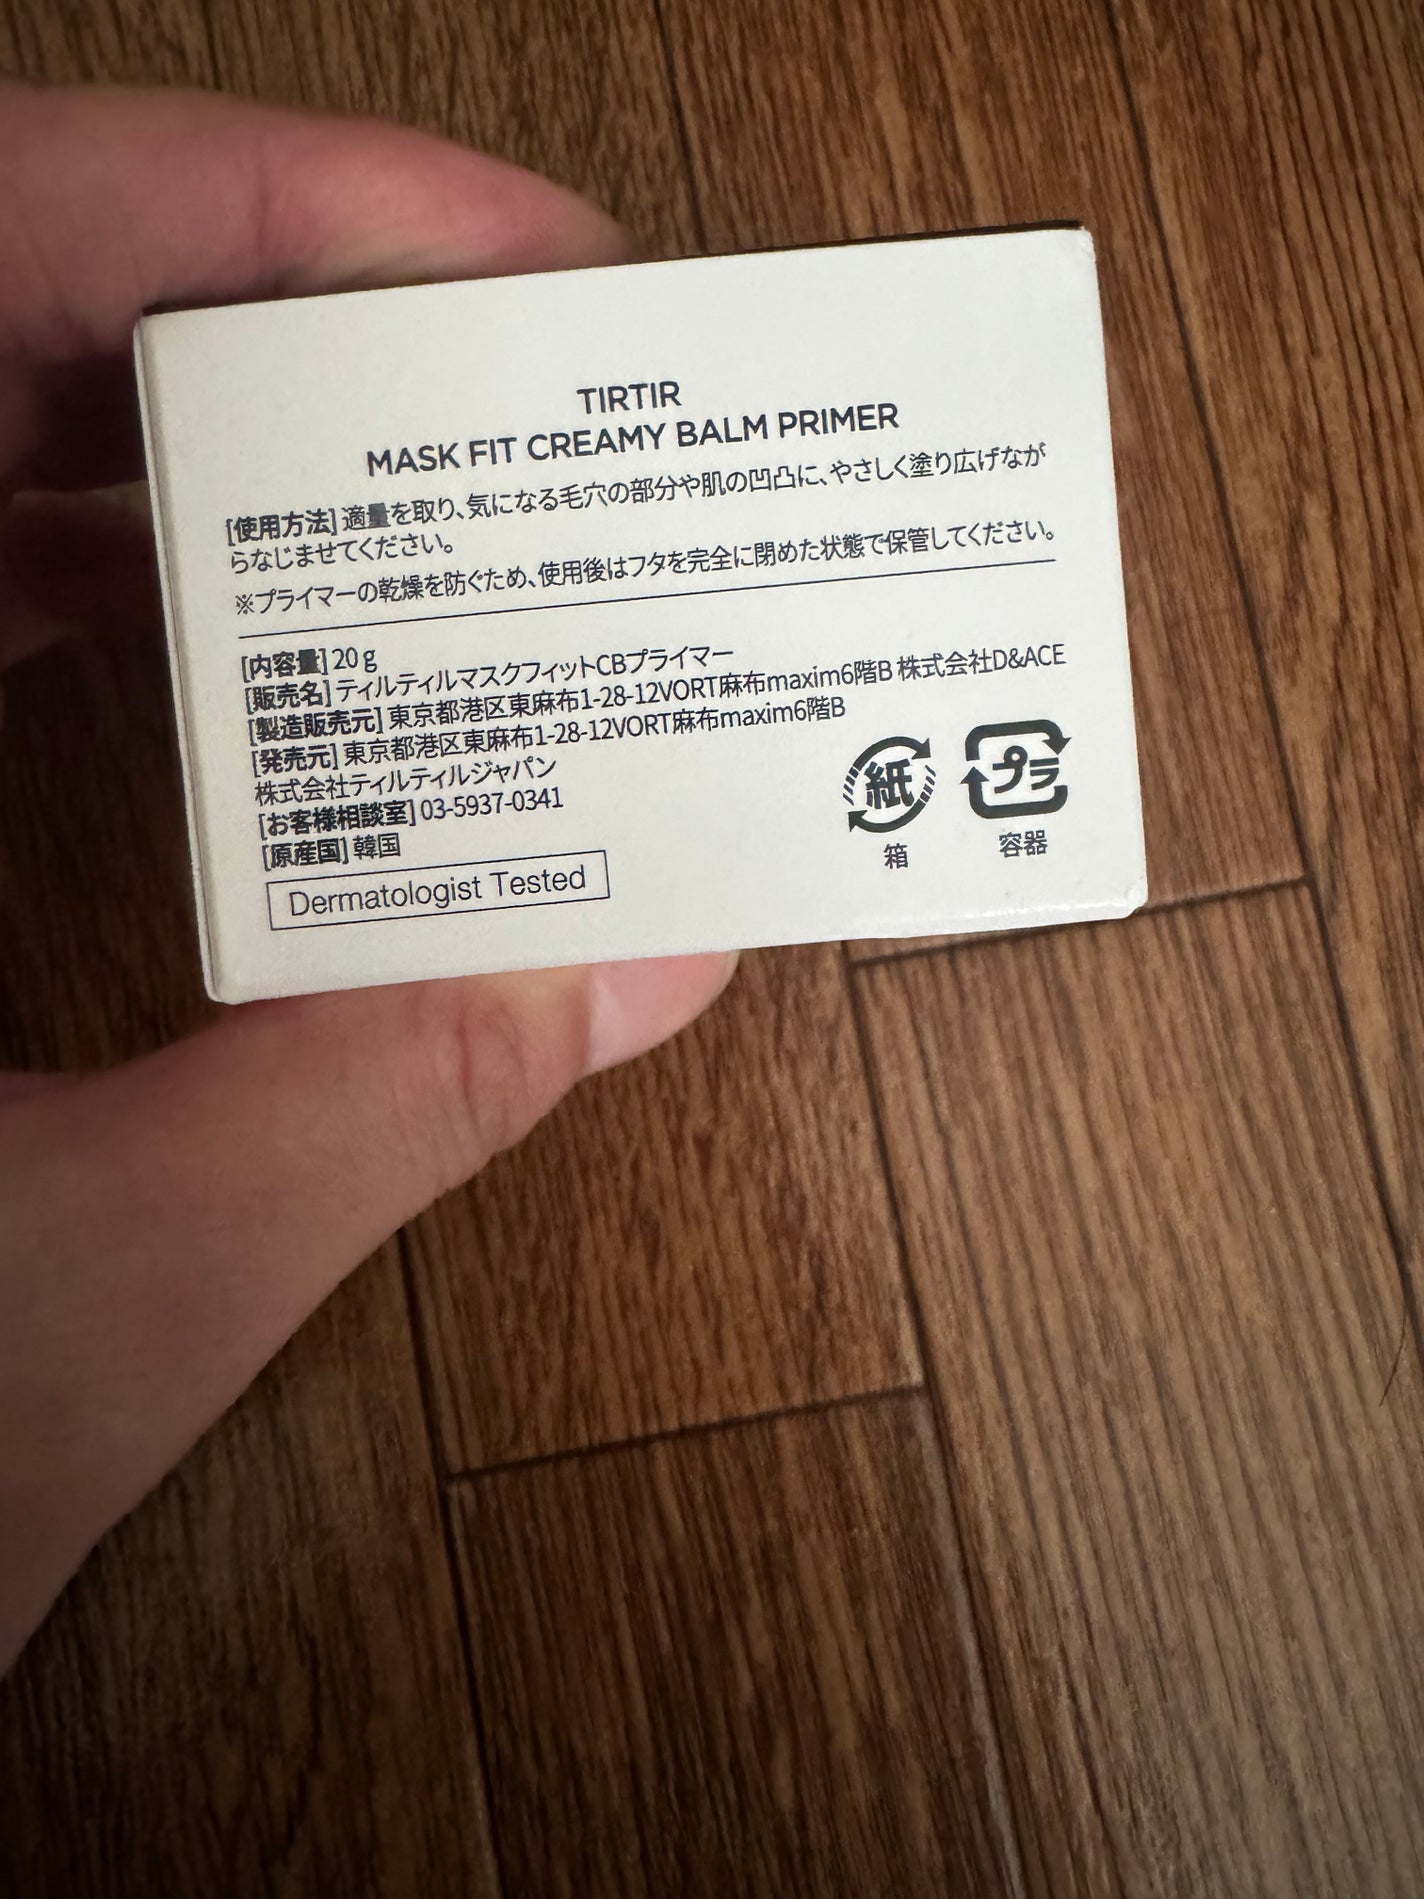 TIRTIR
MASK FIT CREAMY BALM PRIMER
[使用方法] 適量を取り、気になる毛穴の部分や肌の凹凸に、やさしく塗り広げなが
らなじませてください。
※プライマーの乾燥を防ぐため、使用後はフタを完全に閉めた状態で保管してください。
[内容量] 20 g
[販売名] ティルティルマスクフィットCBプライマー
[製造販売元] 東京都港区東麻布1-28-12VORT麻布maxim6階B 株式会社D&ACE
[発売元] 東京都港区東麻布1-28-12VORT麻布maxim6階B
株式会社ティルティルジャパン
[お客様相談室] 03-5937-0341
[原産国] 韓国
Dermatologist Tested
紙
箱
プラ
容器